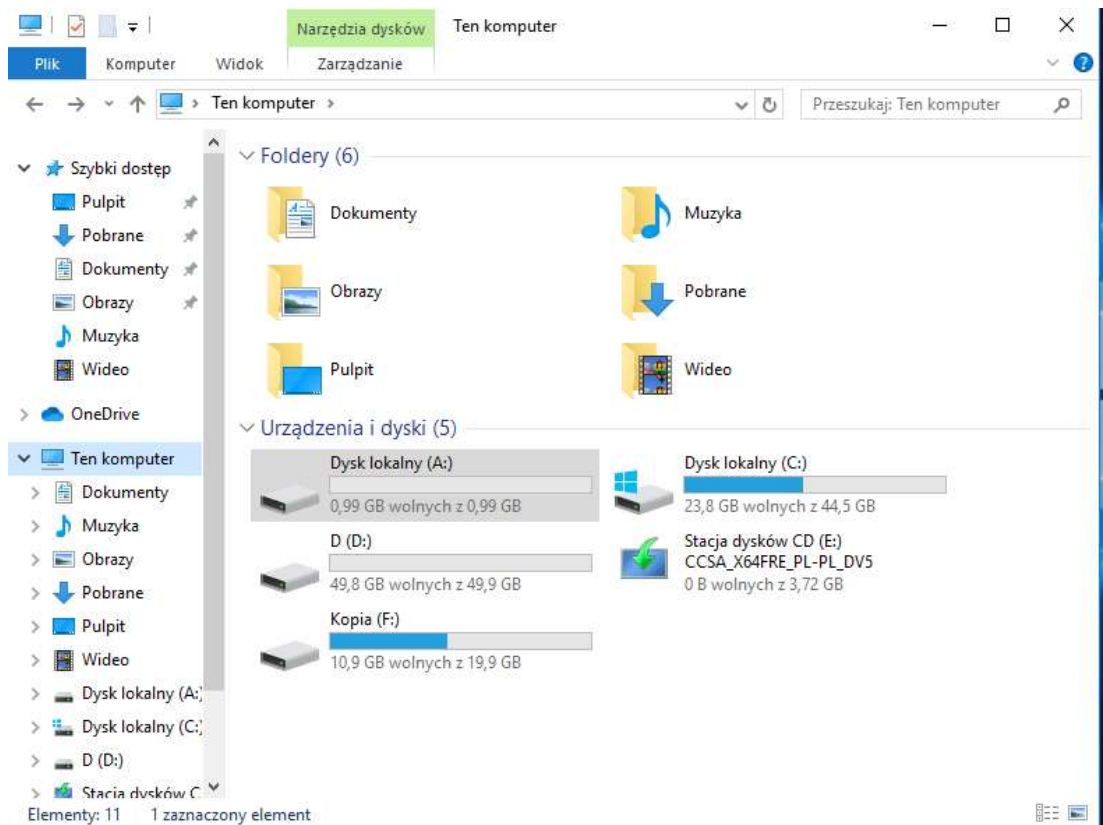 Narzędzia dysków
Ten komputer
Plik
Komputer
Widok
Zarządzanie
Ten komputer
Przeszukaj: Ten komputer
Szybki dostęp
Pulpit
Pobrane
Dokumenty
Obrazy
Muzyka
Wideo
OneDrive
Ten komputer
Dokumenty
Muzyka
Obrazy
Pobrane
Pulpit
Wideo
Dysk lokalny (A:)
Dysk lokalny (C:)
D (D:)
Stacja dysków C
Foldery (6)
Dokumenty
Muzyka
Obrazy
Pobrane
Pulpit
Wideo
Urządzenia i dyski (5)
Dysk lokalny (A:)
0,99 GB wolnych z 0,99 GB
Dysk lokalny (C:)
23,8 GB wolnych z 44,5 GB
D (D:)
49,8 GB wolnych z 49,9 GB
Stacja dysków CD (E:)
CCSA_X64FRE_PL-PL_DV5
0 B wolnych z 3,72 GB
Kopia (F:)
10,9 GB wolnych z 19,9 GB
Elementy: 11
1 zaznaczony element